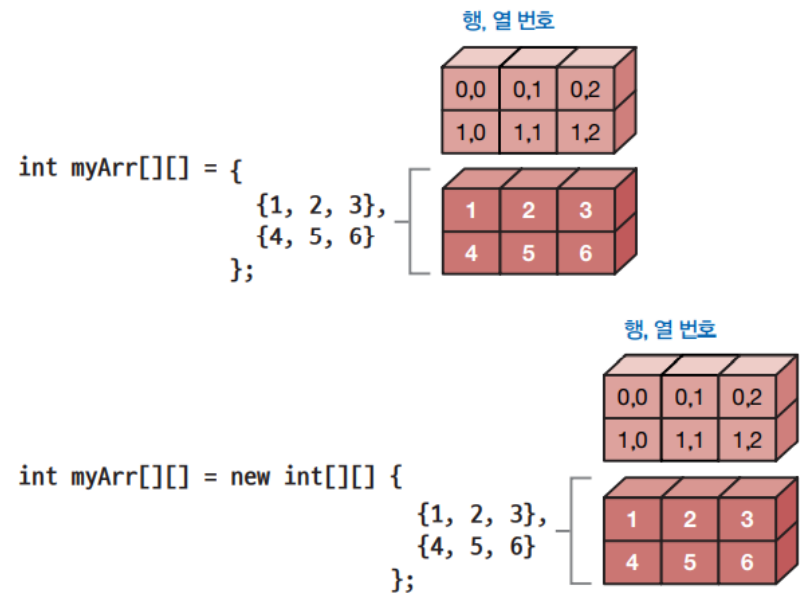 행, 열 번호
0,0 0,1 0,2
1,0 1,1 1,2
int myArr[][] = {
{1, 2, 3},
{4, 5, 6}
};
1 2 3
4 5 6
행, 열 번호
0,0 0,1 0,2
1,0 1,1 1,2
int myArr[][] = new int[][] {
{1, 2, 3},
{4, 5, 6}
};
1 2 3
4 5 6